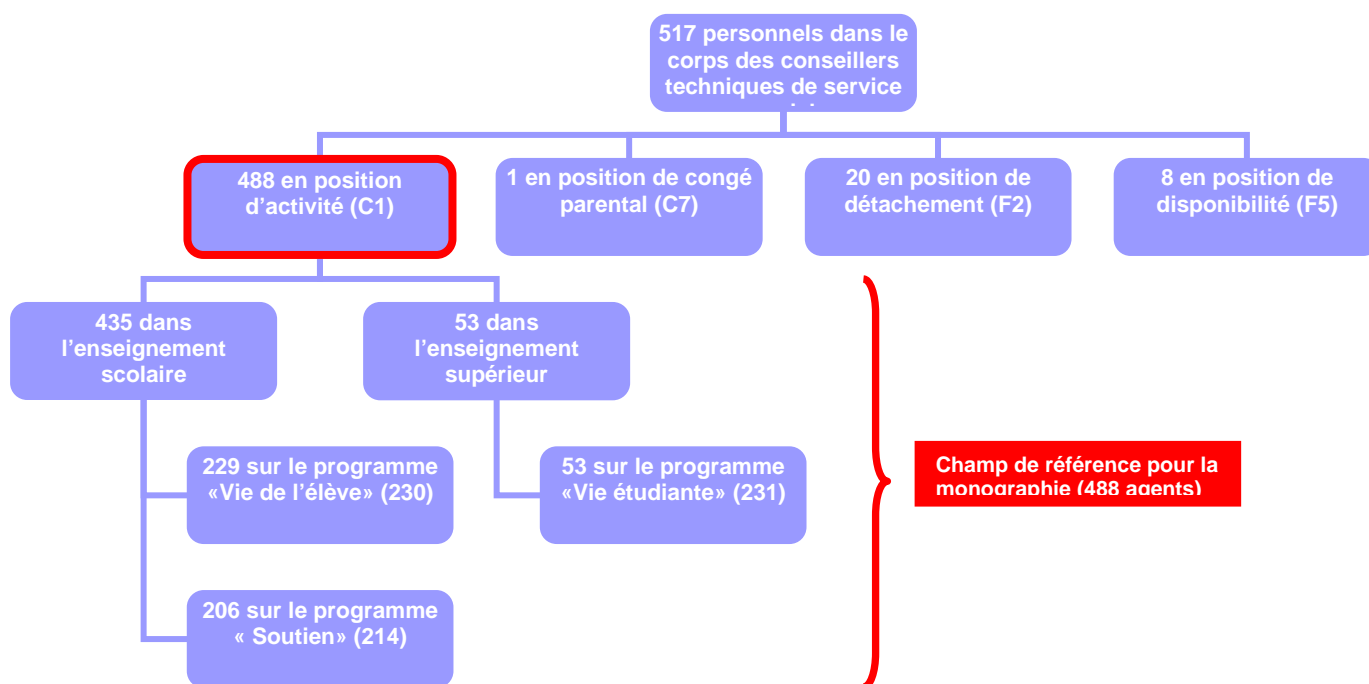 517 personnels dans le
corps des conseillers
techniques de service
488 en position
d’activité (C1)
1 en position de congé
parental (C7)
20 en position de
détachement (F2)
8 en position de
disponibilité (F5)
435 dans
l’enseignement
scolaire
53 dans
l’enseignement
supérieur
229 sur le programme
«Vie de l’élève» (230)
53 sur le programme
«Vie étudiante» (231)
Champ de référence pour la
monographie (488 agents)
206 sur le programme
« Soutien» (214)